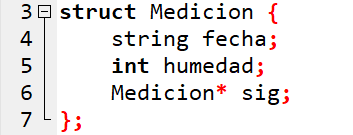 3 struct Medicion {
4 string fecha;
5 int humedad;
6 Medicion* sig;
7 };